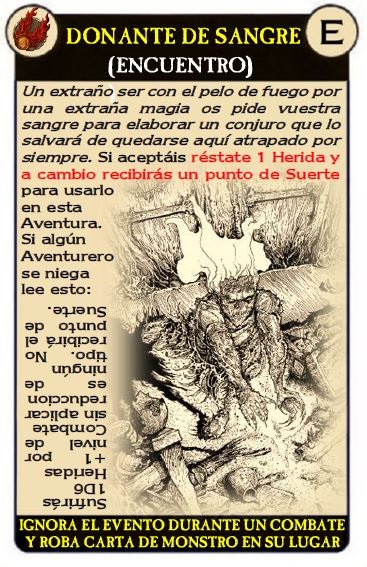 DONANTE DE SANGRE
E
(ENCUENTRO)
Un extraño ser con el pelo de fuego por
una extraña magia os pide vuestra
sangre para elaborar un conjuro que lo
salvará de quedarse aquí atrapado por
siempre. Si aceptáis réstate 1 Herida y
a cambio recibirás un punto de Suerte
para usarlo
en esta
Aventura.
Si algún
Aventurero
se niega
lee esto:
Sufrirás
1D6
Heridas
+1 por
nivel de
Combate
sin aplicar
reduccion
es de
ningún
tipo. No
recibirá el
punto de
Suerte.
IGNORA EL EVENTO DURANTE UN COMBATE
Y ROBA CARTA DE MONSTRO EN SU LUGAR